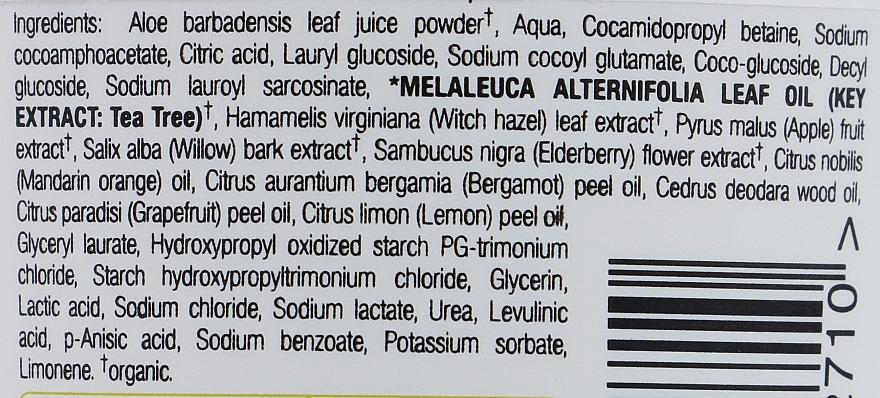 Ingredients: Aloe barbadensis leaf juice powder†, Aqua, Cocamidopropyl betaine, Sodium
cocoamphoacetate, Citric acid, Lauryl glucoside, Sodium cocoyl glutamate, Coco-glucoside, Decyl
glucoside, Sodium lauroyl sarcosinate, *MELALEUCA ALTERNIFOLIA LEAF OIL (KEY
EXTRACT: Tea Tree)†, Hamamelis virginiana (Witch hazel) leaf extract†, Pyrus malus (Apple) fruit
extract†, Salix alba (Willow) bark extract†, Sambucus nigra (Elderberry) flower extract†, Citrus nobilis
(Mandarin orange) oil, Citrus aurantium bergamia (Bergamot) peel oil, Cedrus deodara wood oil,
Citrus paradisi (Grapefruit) peel oil, Citrus limon (Lemon) peel oil,
Glyceryl laurate, Hydroxypropyl oxidized starch PG-trimonium
chloride, Starch hydroxypropyltrimonium chloride, Glycerin,
Lactic acid, Sodium chloride, Sodium lactate, Urea, Levulinic
acid, p-Anisic acid, Sodium benzoate, Potassium sorbate,
Limonene. †organic.
710 >